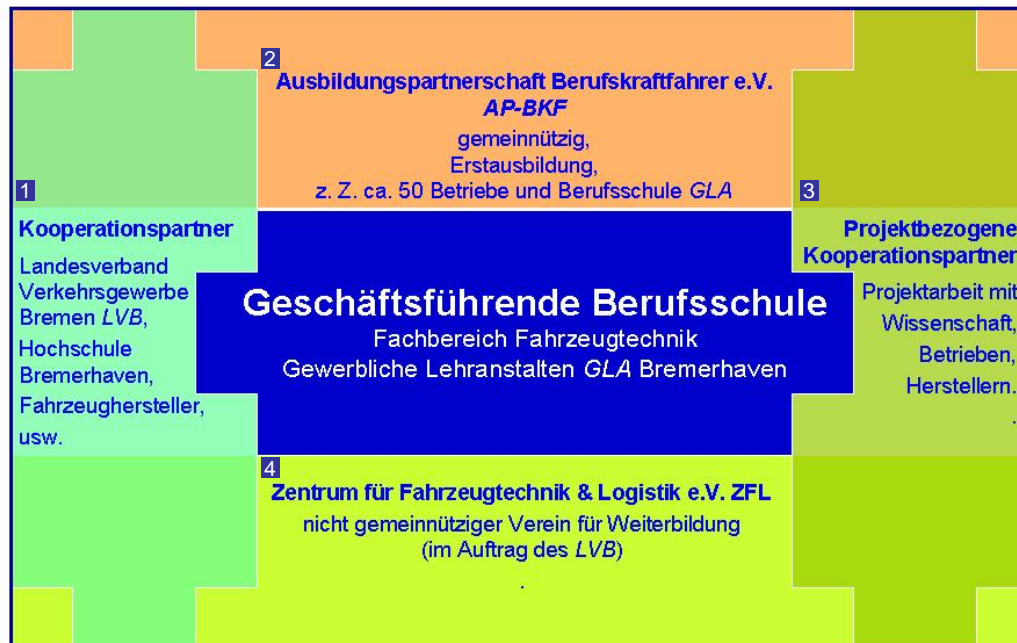 2
Ausbildungspartnerschaft Berufskraftfahrer e.V.
AP-BKF
gemeinnützig,
Erstausbildung,
z. Z. ca. 50 Betriebe und Berufsschule GLA
1
Kooperationspartner
Landesverband
Verkehrsgewerbe
Bremen LVB,
Hochschule
Bremerhaven,
Fahrzeughersteller,
usw.
Geschäftsführende Berufsschule
Fachbereich Fahrzeugtechnik
Gewerbliche Lehranstalten GLA Bremerhaven
3
Projektbezogene
Kooperationspartner
Projektarbeit mit
Wissenschaft,
Betrieben,
Herstellern.
.
4
Zentrum für Fahrzeugtechnik & Logistik e.V. ZFL
nicht gemeinnütziger Verein für Weiterbildung
(im Auftrag des LVB)
.